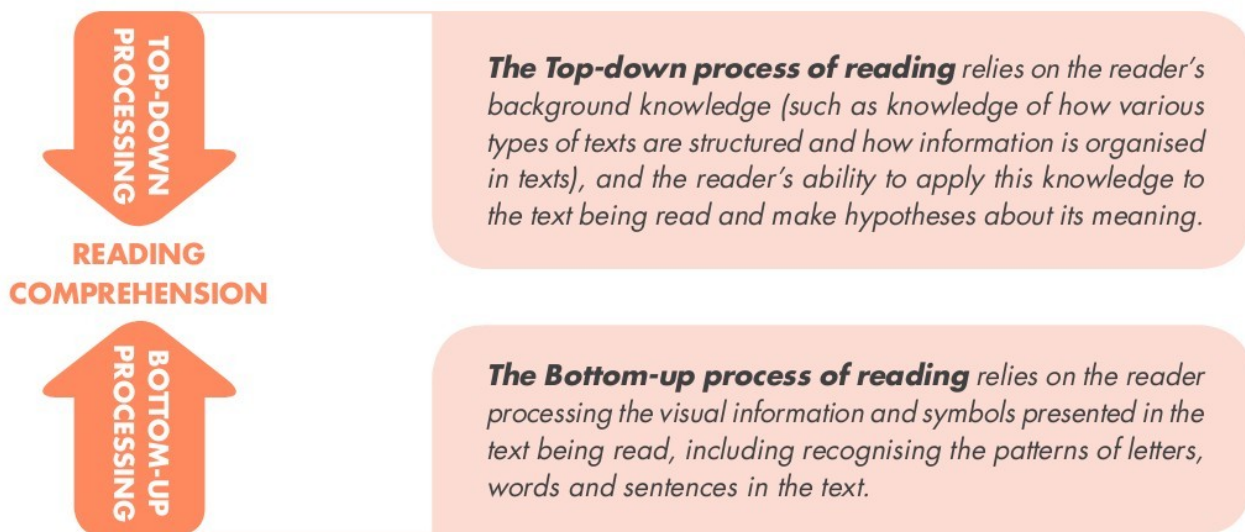 TOP-DOWN
PROCESSING
The Top-down process of reading relies on the reader's
background knowledge (such as knowledge of how various
types of texts are structured and how information is organised
in texts), and the reader's ability to apply this knowledge to
the text being read and make hypotheses about its meaning.
READING
COMPREHENSION
BOTTOM-UP
PROCESSING
The Bottom-up process of reading relies on the reader
processing the visual information and symbols presented in the
text being read, including recognising the patterns of letters,
words and sentences in the text.